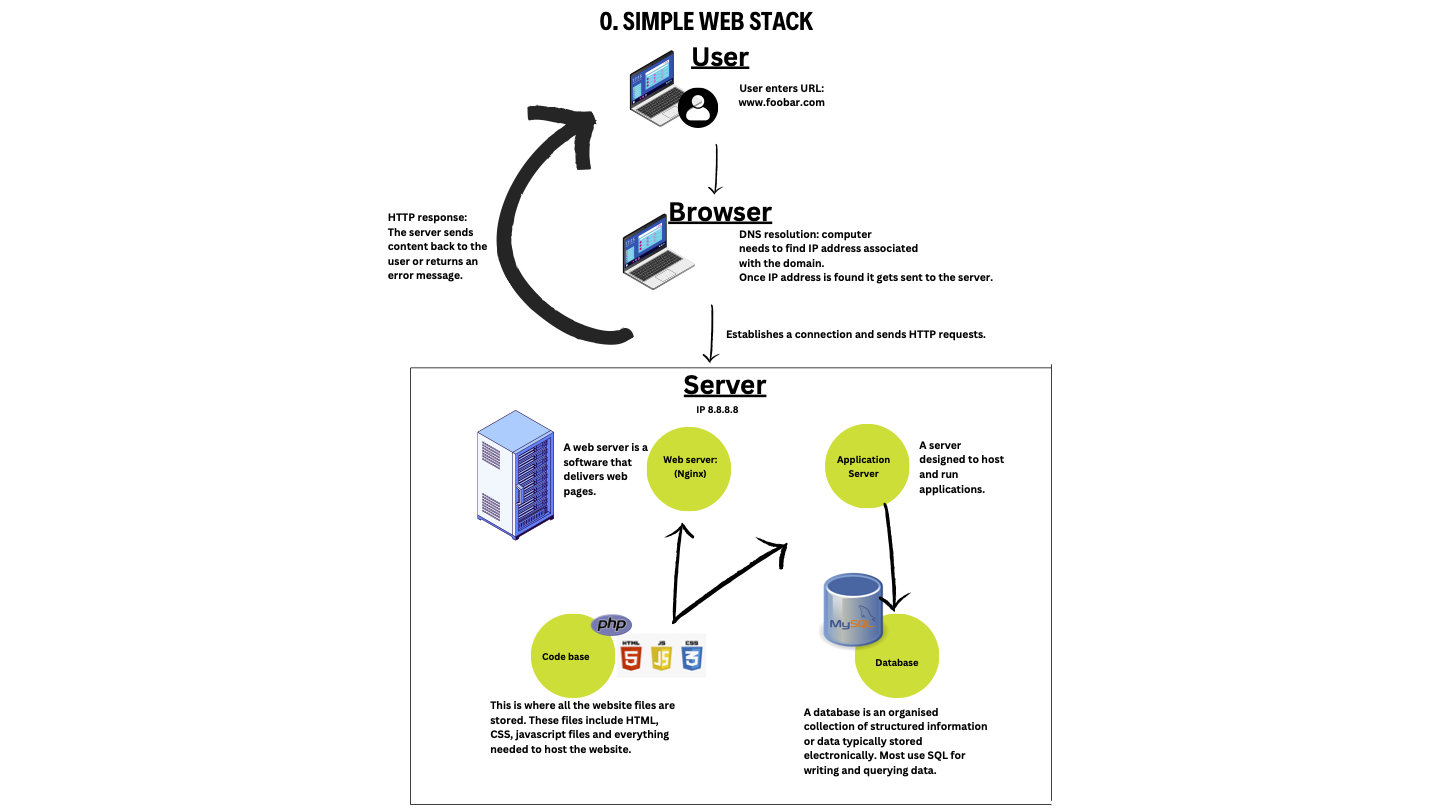 0. SIMPLE WEB STACK
User
User enters URL:
www.foobar.com
Browser
DNS resolution: computer
needs to find IP address associated
with the domain.
Once IP address is found it gets sent to the server.
HTTP response:
The server sends
content back to the
user or returns an
error message.
Establishes a connection and sends HTTP requests.
Server
IP 8.8.8.8
A web server is a
software that
delivers web
pages.
Web server:
(Nginx)
Application
Server
A server
designed to host
and run
applications.
php
HTML
5
JS
JS
CSS
3
Code base
This is where all the website files are
stored. These files include HTML,
CSS, javascript files and everything
needed to host the website.
MySQL
Database
A database is an organised
collection of structured information
or data typically stored
electronically. Most use SQL for
writing and querying data.